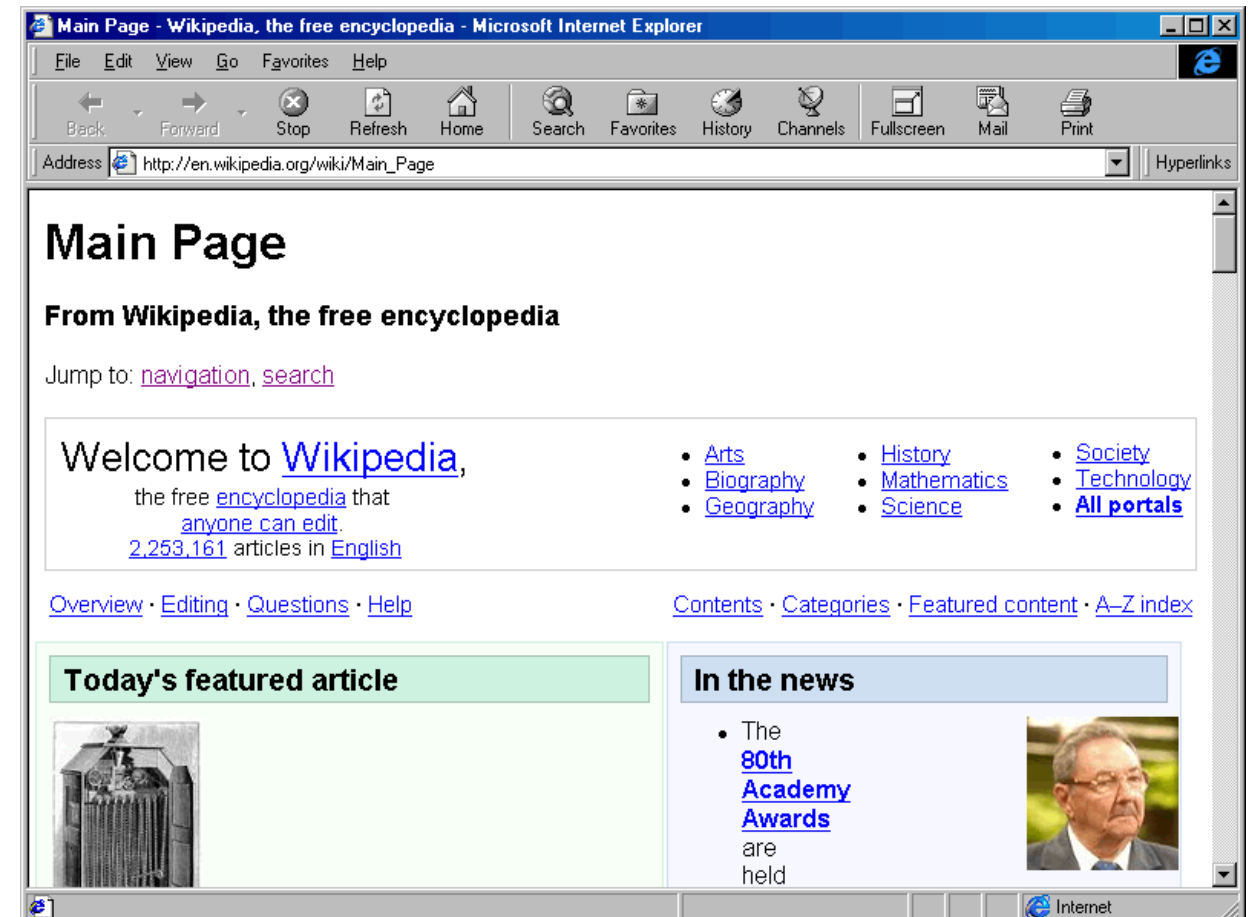 Main Page - Wikipedia, the free encyclopedia - Microsoft Internet Explorer
File Edit View Go Favorites Help
Back Forward Stop Refresh Home Search Favorites History Channels Fullscreen Mail Print
Address http://en.wikipedia.org/wiki/Main_Page Hyperlinks
Main Page
From Wikipedia, the free encyclopedia
Jump to: navigation, search
Welcome to Wikipedia,
the free encyclopedia that
anyone can edit.
2,253,161 articles in English
• Arts
• Biography
• Geography
• History
• Mathematics
• Science
• Society
• Technology
• All portals
Overview · Editing · Questions · Help
Contents · Categories · Featured content · A–Z index
Today's featured article
In the news
• The
80th
Academy
Awards
are
held
Internet